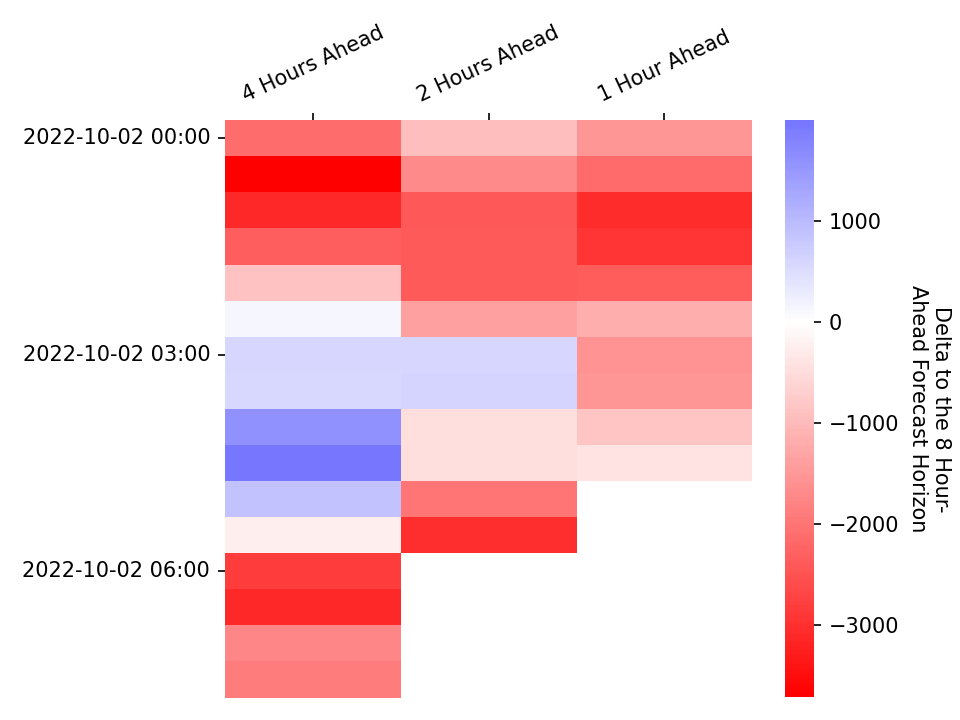 4 Hours Ahead
2 Hours Ahead
1 Hour Ahead
2022-10-02 00:00
2022-10-02 03:00
2022-10-02 06:00
1000
0
−1000
−2000
−3000
Delta to the 8 Hour-
Ahead Forecast Horizon